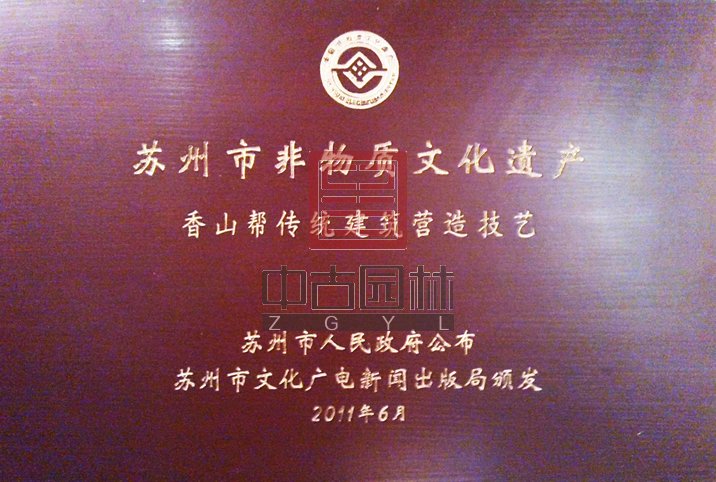 苏州市非物质文化遗产
香山帮传统建筑营造技艺
中古园林
ZGYL
苏州市人民政府公布
苏州市文化广电新闻出版局颁发
2011年6月